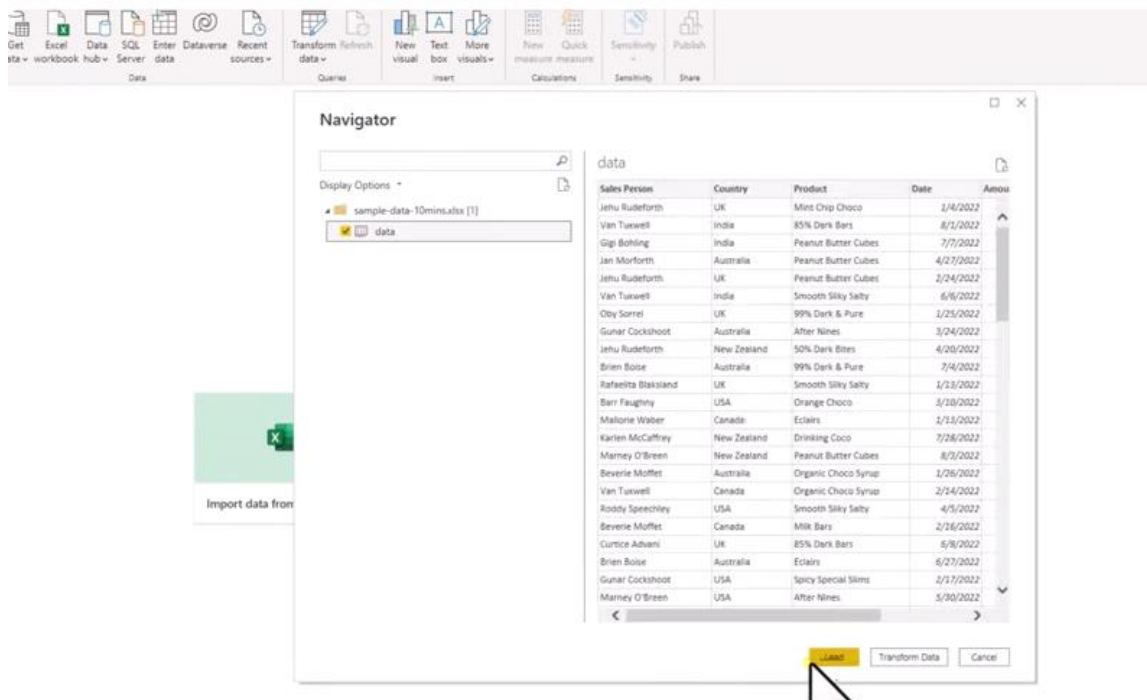 Get Excel Data SQL Enter Dataverse Recent Transform Refresh New Text More New Quick Sensitivity Publish
ata workbook hub Server data sources data visual box visuals measure measure
Data Queries Insert Calculations Sensitivity Share
Navigator
Display Options
sample-data-10mins.xlsx [1]
data
data
Sales Person Country Product Date Amou
Jehu Rudeforth UK Mint Chip Choco 1/4/2022
Van Tuxwell India 85% Dark Bars 8/1/2022
Gigi Bohling India Peanut Butter Cubes 7/7/2022
Jan Morforth Australia Peanut Butter Cubes 4/27/2022
Jehu Rudeforth UK Peanut Butter Cubes 2/24/2022
Van Tuxwell India Smooth Sliky Salty 6/6/2022
Oby Sorrel UK 99% Dark & Pure 1/25/2022
Gunar Cockshoot Australia After Nines 3/24/2022
Jehu Rudeforth New Zealand 50% Dark Bites 4/20/2022
Brien Boise Australia 99% Dark & Pure 7/4/2022
Rafaelita Blaksland UK Smooth Sliky Salty 1/13/2022
Barr Faughny USA Orange Choco 3/10/2022
Mallorie Waber Canada Eclairs 1/13/2022
Karlen McCaffrey New Zealand Drinking Coco 7/28/2022
Marney O'Breen New Zealand Peanut Butter Cubes 8/3/2022
Beverie Moffet Australia Organic Choco Syrup 1/26/2022
Van Tuxwell Canada Organic Choco Syrup 2/14/2022
Roddy Speechley USA Smooth Sliky Salty 4/5/2022
Beverie Moffet Canada Milk Bars 2/16/2022
Curtice Advani UK 85% Dark Bars 6/8/2022
Brien Boise Australia Eclairs 6/27/2022
Gunar Cockshoot USA Spicy Special Slims 2/17/2022
Marney O'Breen USA After Nines 5/30/2022
Import data from
Load Transform Data Cancel